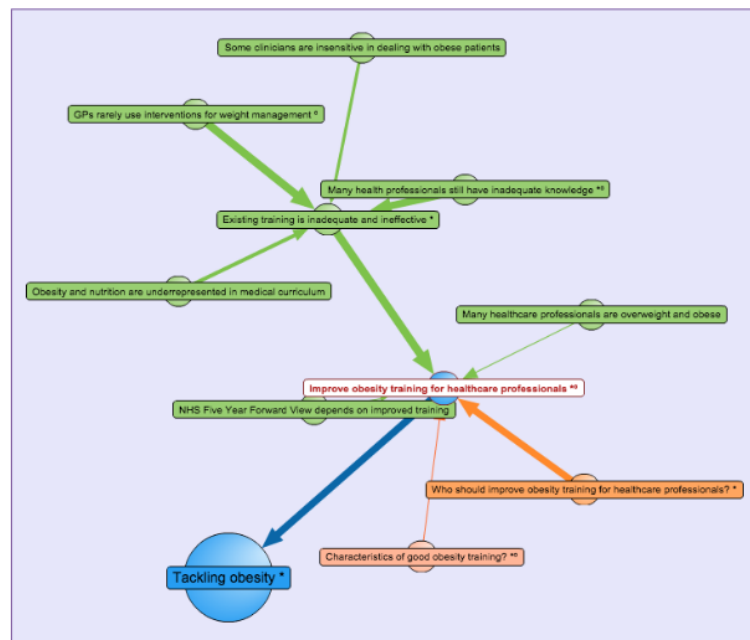 Some clinicians are insensitive in dealing with obese patients
GPs rarely use interventions for weight management °
Many health professionals still have inadequate knowledge *°
Existing training is inadequate and ineffective *
Obesity and nutrition are underrepresented in medical curriculum
Many healthcare professionals are overweight and obese
Improve obesity training for healthcare professionals *°
NHS Five Year Forward View depends on improved training
Who should improve obesity training for healthcare professionals? *
Characteristics of good obesity training? *°
Tackling obesity *